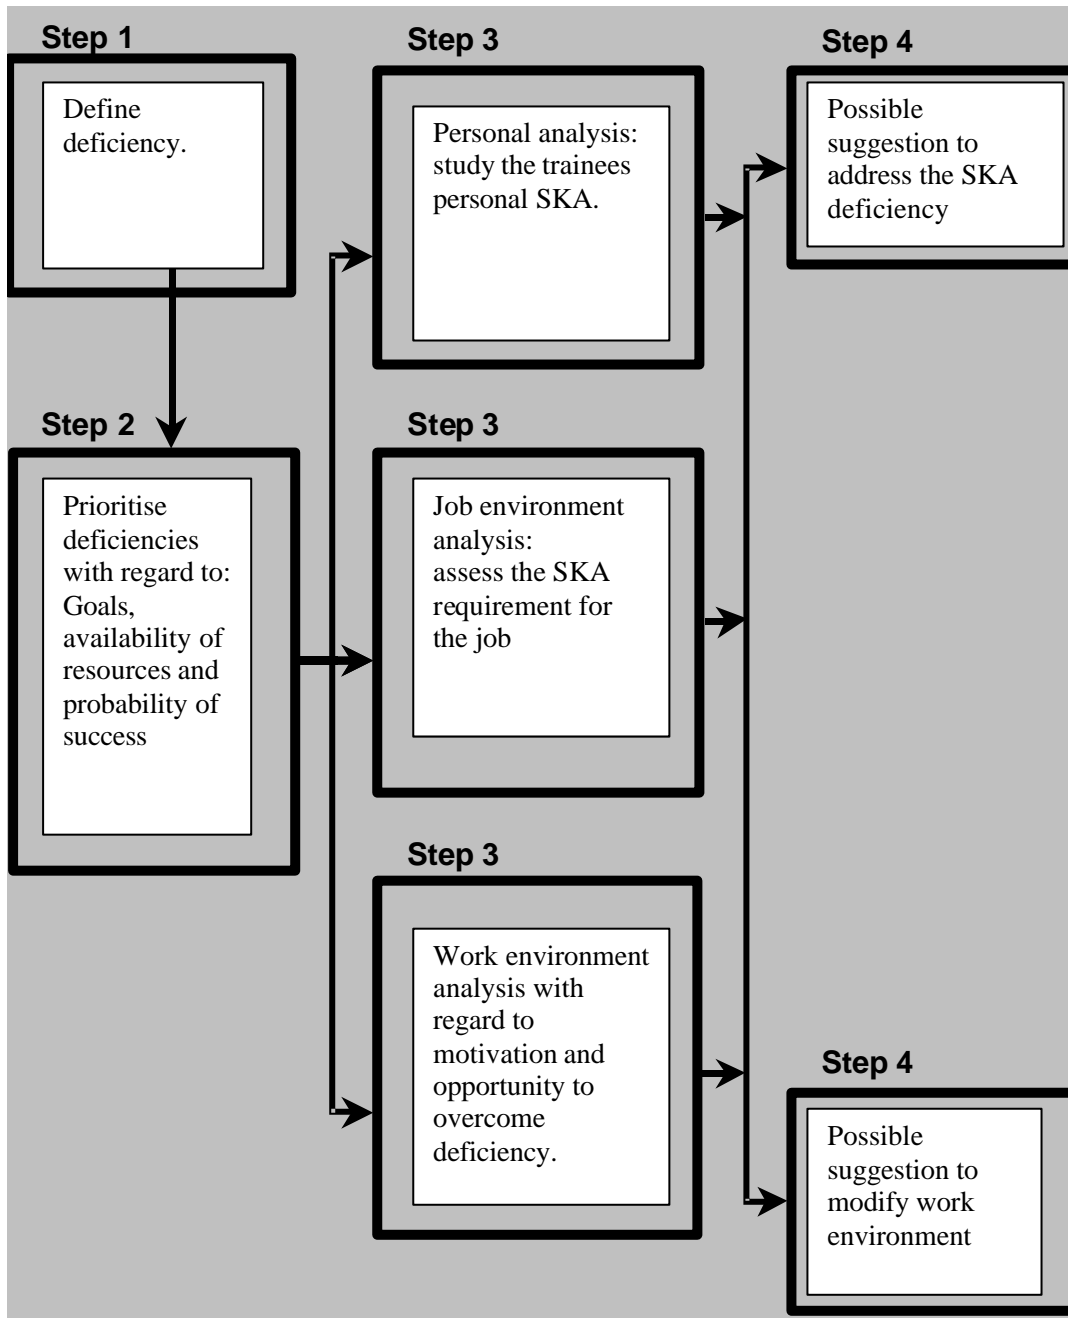 Step 1
Define
deficiency.
Step 2
Prioritise
deficiencies
with regard to:
Goals,
availability of
resources and
probability of
success
Step 3
Personal analysis:
study the trainees
personal SKA.
Step 3
Job environment
analysis:
assess the SKA
requirement for
the job
Step 3
Work environment
analysis with
regard to
motivation and
opportunity to
overcome
deficiency.
Step 4
Possible
suggestion to
address the SKA
deficiency
Step 4
Possible
suggestion to
modify work
environment